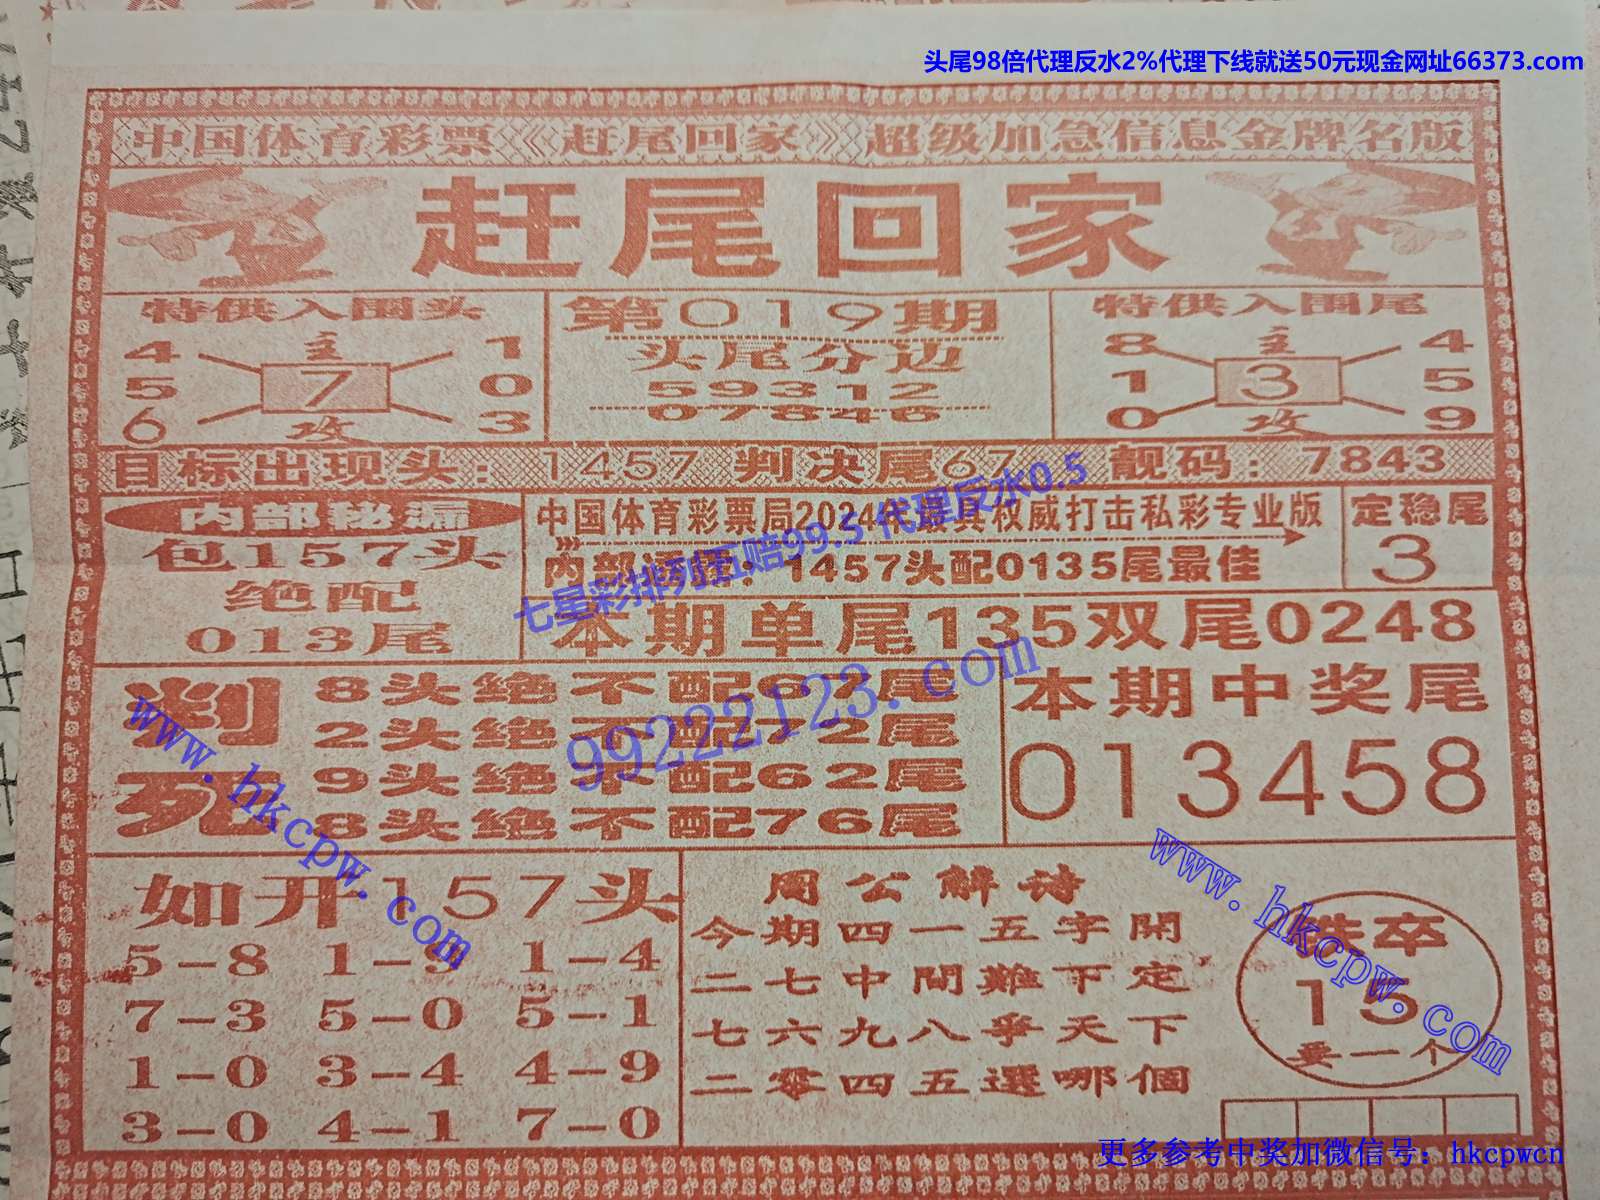 头尾98倍代理反水2%代理下线就送50元现金网址66373.com
中国体育彩票《赶尾回家》超级加急信息金牌名版
赶尾回家
特供入围头
4 主 1
5 7 0
6 攻 3
第019期
头尾分边
59312
07846
特供入围尾
8 主 4
1 3 5
0 攻 9
目标出现头：1457 判决尾67 靓码：7843
内部秘漏
包157头
绝配
013尾
中国体育彩票局2024年最具权威打击私彩专业版
1457头配0135尾最佳
定稳尾
3
本期单尾135双尾0248
判死
8头绝不配67尾
2头绝不配72尾
9头绝不配62尾
8头绝不配76尾
本期中奖尾
013458
如开157头
5-8 1-9 1-4
7-3 5-0 5-1
1-0 3-4 4-9
3-0 4-1 7-0
周公解诗
今期四一五字開
二七中間難下定
七六九八爭天下
二零四五選哪個
卒
15
要一个
七星彩排列五赔99.5 代理反水0.5
99222123.com
www.hkcpw.com
www.hkcpw.com
更多参考中奖加微信号：hkcpwcn